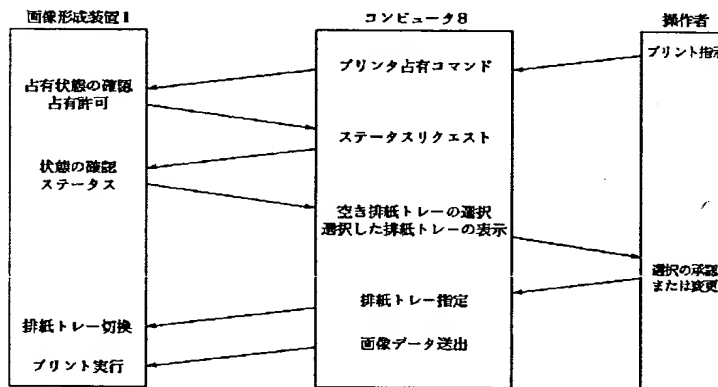 画像形成装置1
コンピュータ8
操作者
プリント指示
プリンタ占有コマンド
占有状態の確認
占有許可
ステータスリクエスト
状態の確認
ステータス
空き排紙トレーの選択
選択した排紙トレーの表示
選択の承認
または変更
排紙トレー指定
排紙トレー切換
画像データ送出
プリント実行